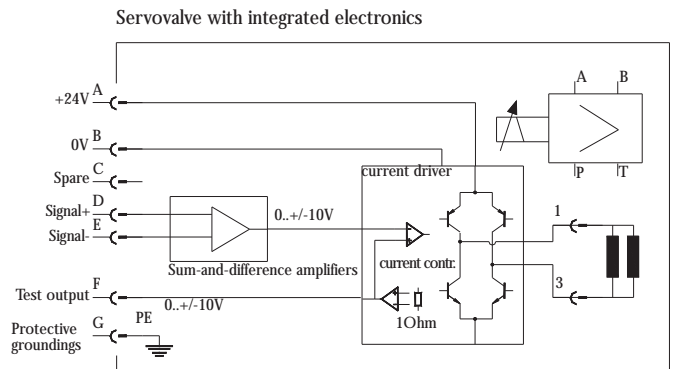 Servovalve with integrated electronics
A
B
+24V A
0V B
P
T
current driver
Spare C
Signal+ D
0..+/-10V
1
Signal- E
current contr.
Sum-and-difference amplifiers
3
Test output F
0..+/-10V
1Ohm
Protective
groundings
G
PE